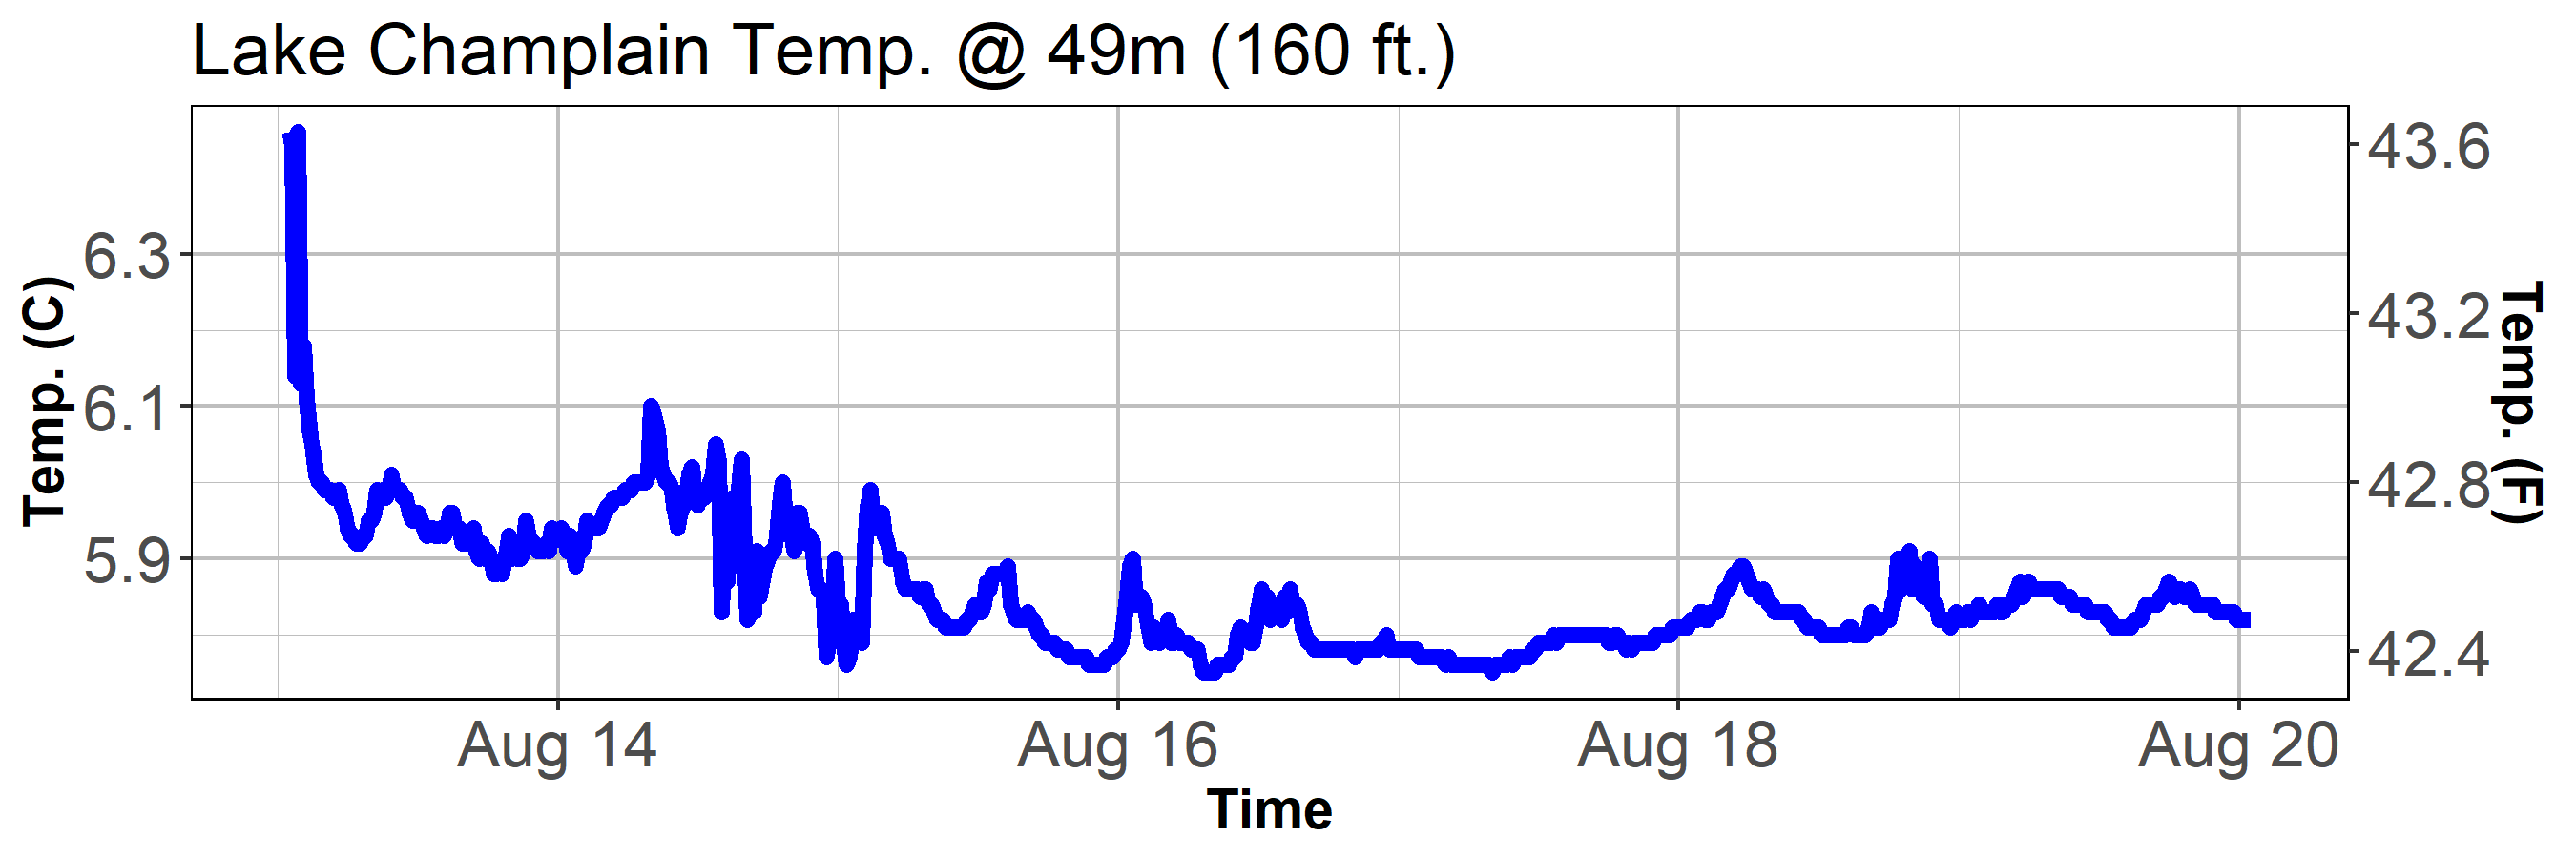 Lake Champlain Temp. @ 49m (160 ft.)
Temp. (C)
6.3
6.1
5.9
43.6
43.2
42.8
42.4
Temp. (F)
Aug 14
Aug 16
Aug 18
Aug 20
Time